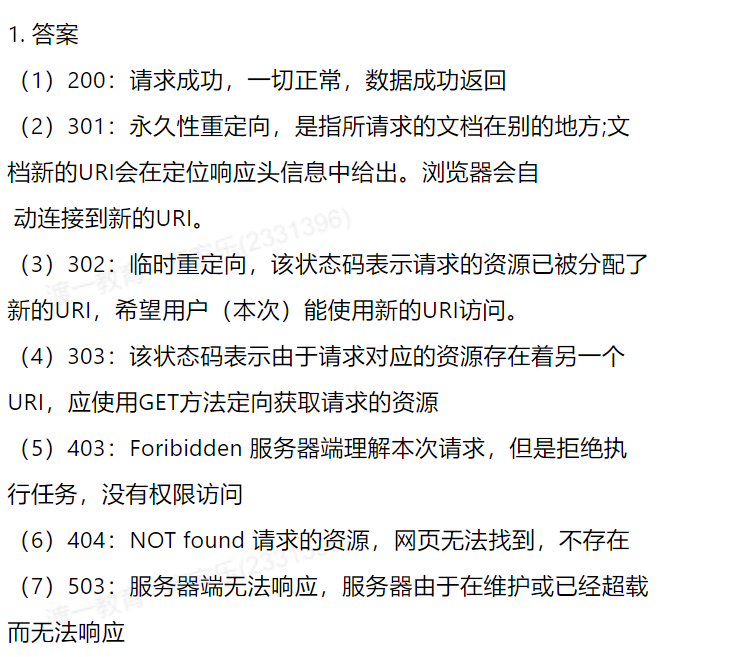 1. 答案
（1）200：请求成功，一切正常，数据成功返回
（2）301：永久性重定向，是指所请求的文档在别的地方;文
档新的URI会在定位响应头信息中给出。浏览器会自
动连接到新的URI。
（3）302：临时重定向，该状态码表示请求的资源已被分配了
新的URI，希望用户（本次）能使用新的URI访问。
（4）303：该状态码表示由于请求对应的资源存在着另一个
URI，应使用GET方法定向获取请求的资源
（5）403：Foribidden 服务器端理解本次请求，但是拒绝执
行任务，没有权限访问
（6）404：NOT found 请求的资源，网页无法找到，不存在
（7）503：服务器端无法响应，服务器由于在维护或已经超载
而无法响应
渡一教育
乐(2331396)
渡一教育